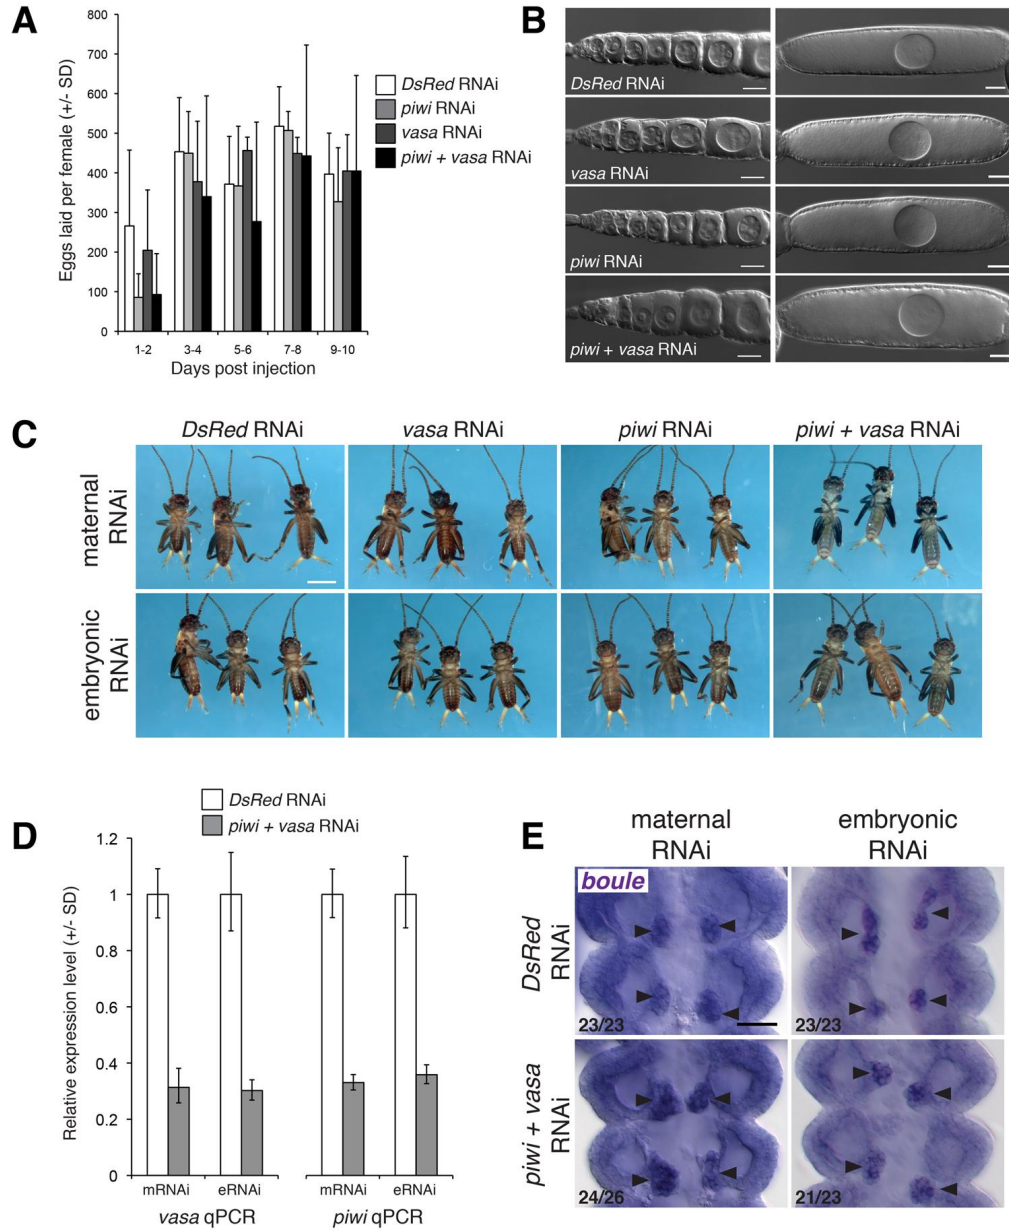 A
800
700
600
500
400
300
200
100
0
Eggs laid per female (+/- SD)
1-2 3-4 5-6 7-8 9-10
Days post injection
DsRed RNAi
piwi RNAi
vasa RNAi
piwi + vasa RNAi
B
DsRed RNAi
vasa RNAi
piwi RNAi
piwi + vasa RNAi
C
DsRed RNAi vasa RNAi piwi RNAi piwi + vasa RNAi
maternal
RNAi
embryonic
RNAi
D
DsRed RNAi
piwi + vasa RNAi
1.2
1
0.8
0.6
0.4
0.2
0
Relative expression level (+/- SD)
mRNAi eRNAi mRNAi eRNAi
vasa qPCR piwi qPCR
E
maternal
RNAi
embryonic
RNAi
boule
DsRed
RNAi
23/23 23/23
piwi + vasa
RNAi
24/26 21/23